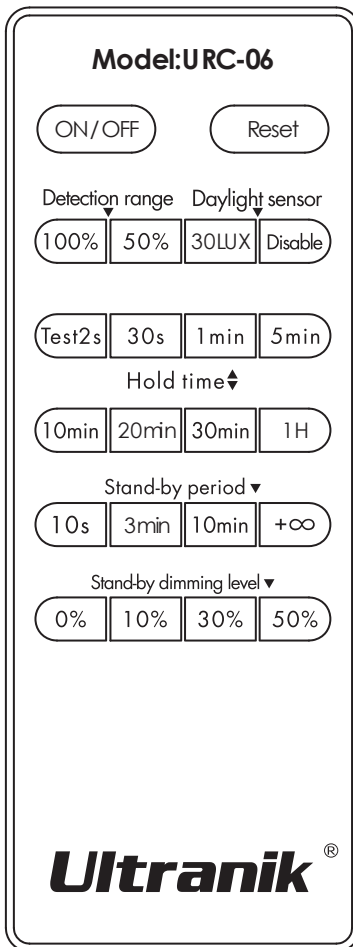 Model:URC-06
ON/OFF Reset
Detection range Daylight sensor
100% 50% 30LUX Disable
Test2s 30s 1min 5min
Hold time
10min 20min 30min 1H
Stand-by period
10s 3min 10min +∞
Stand-by dimming level
0% 10% 30% 50%
Ultranik®